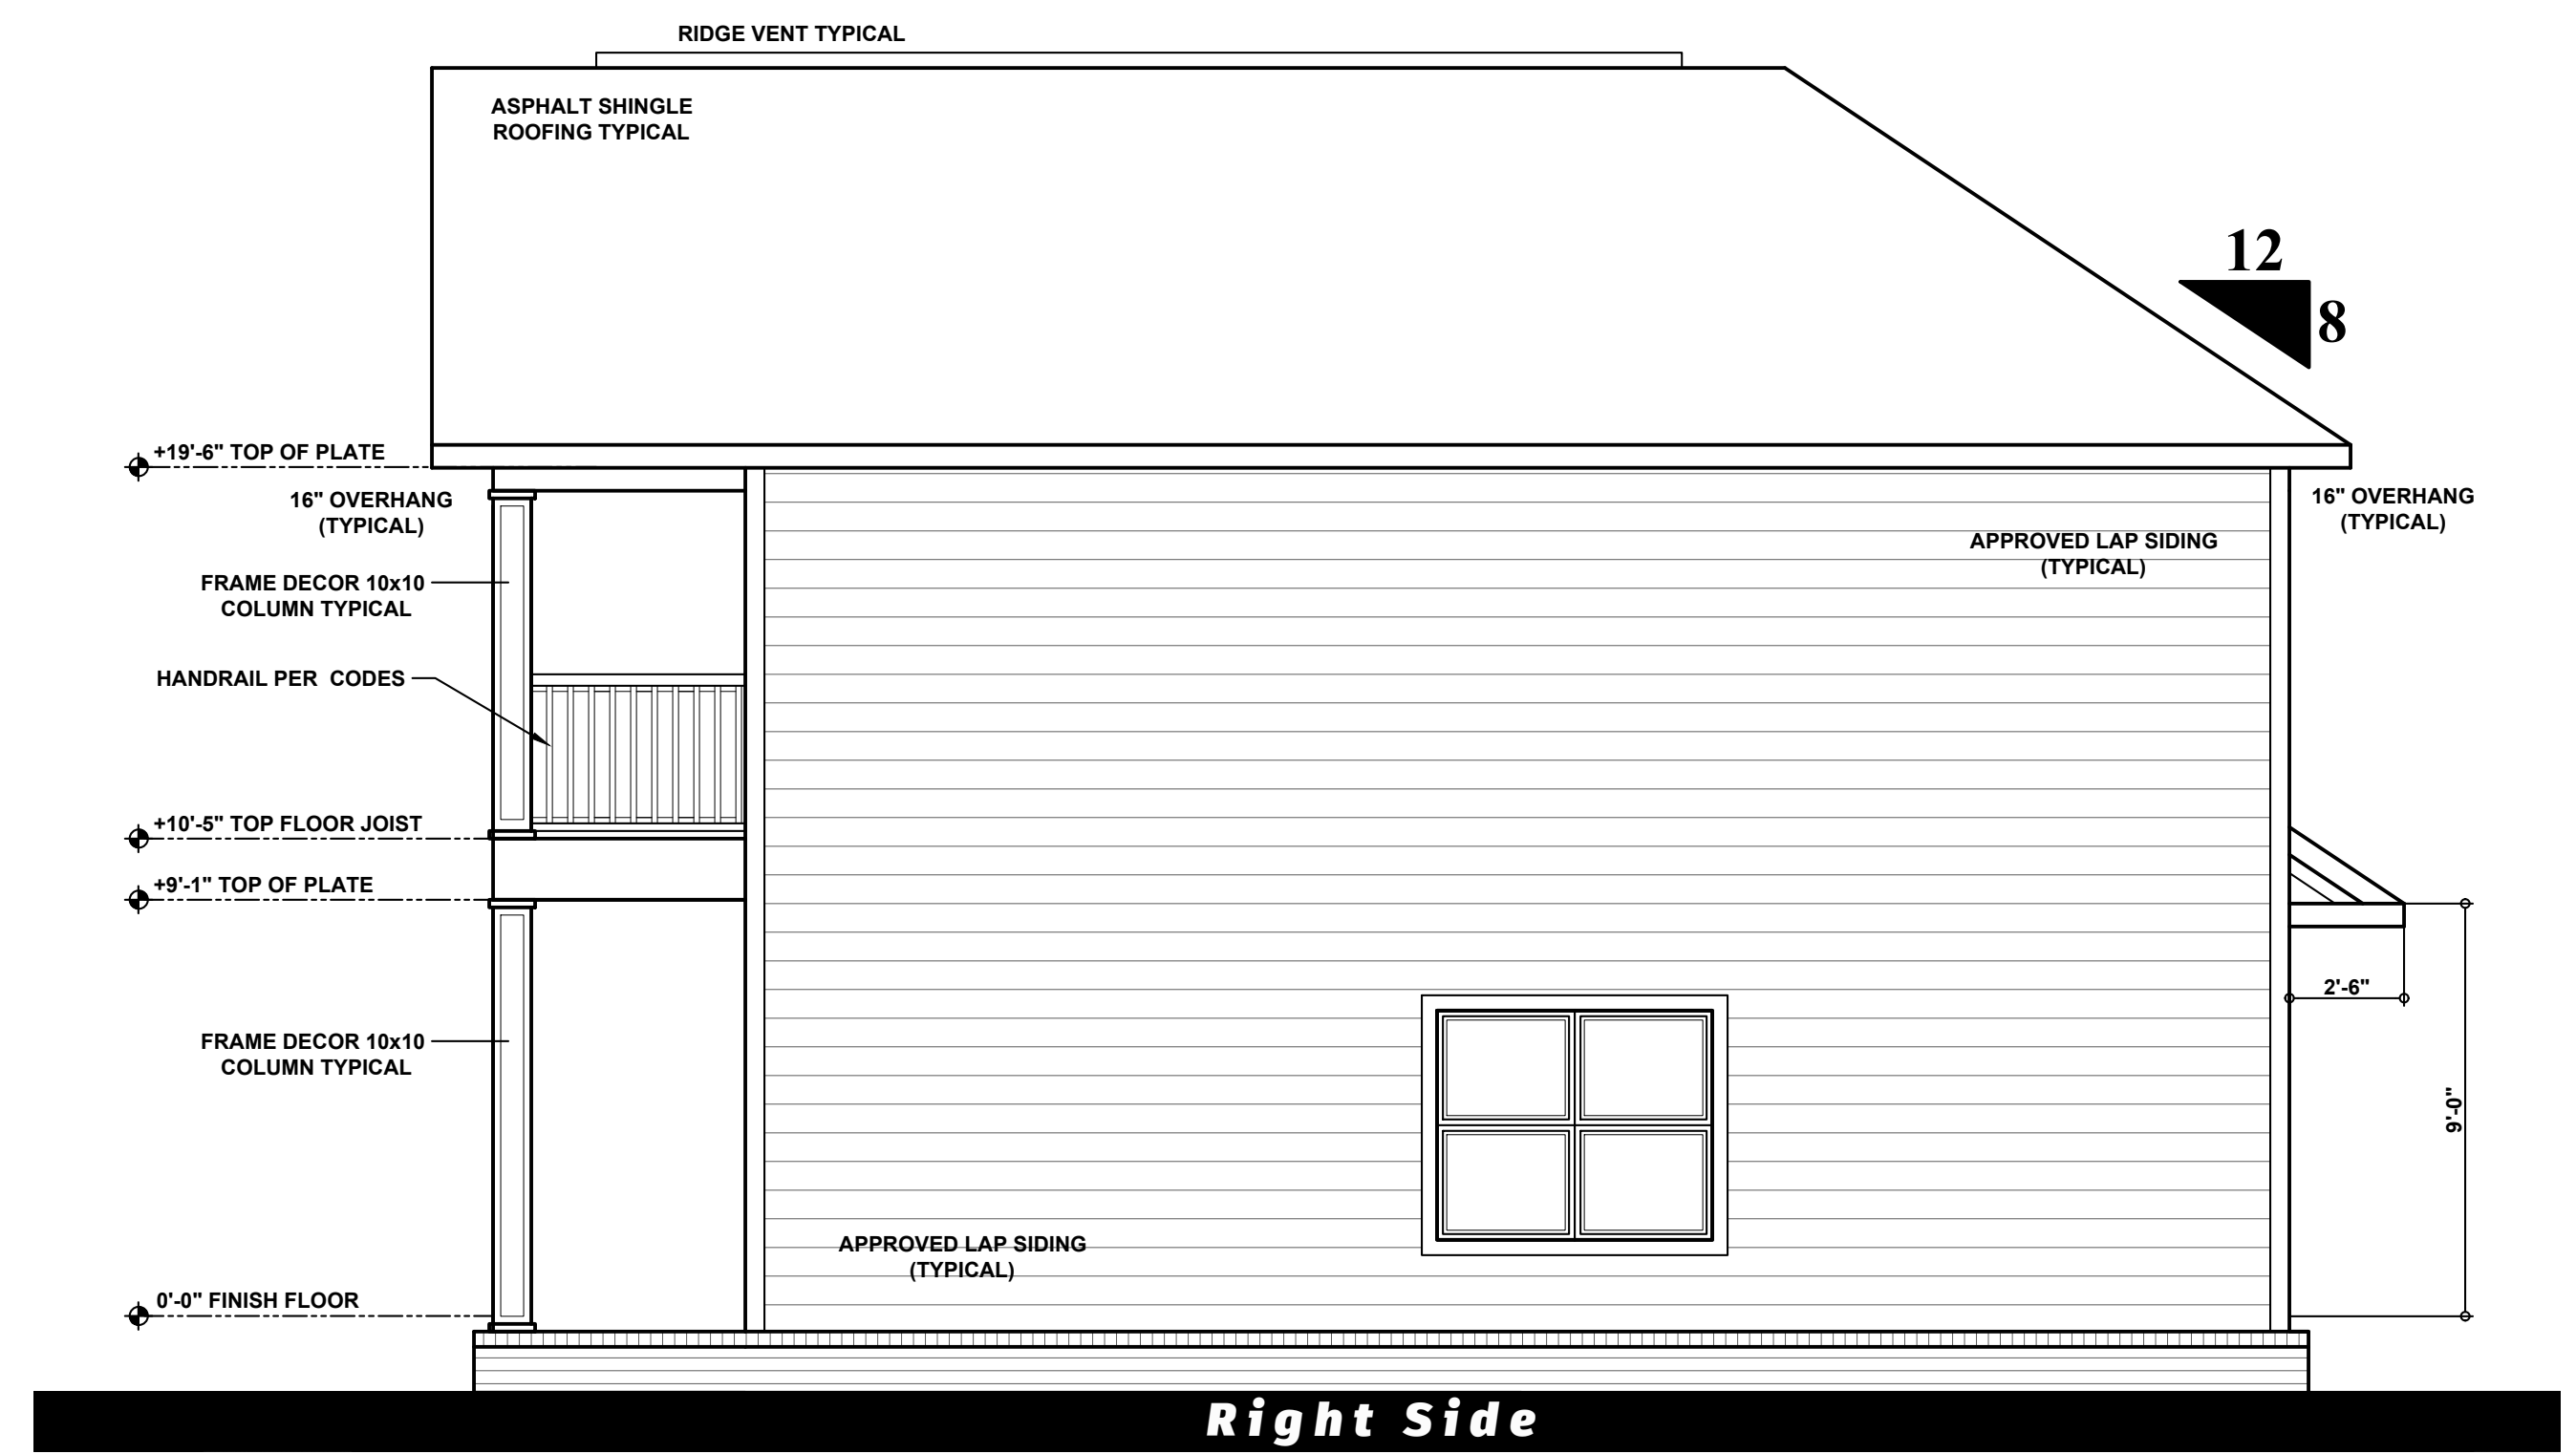 RIDGE VENT TYPICAL
ASPHALT SHINGLE
ROOFING TYPICAL
12
8
+19'-6" TOP OF PLATE
16" OVERHANG
(TYPICAL)
16" OVERHANG
(TYPICAL)
APPROVED LAP SIDING
(TYPICAL)
FRAME DECOR 10x10
COLUMN TYPICAL
HANDRAIL PER CODES
+10'-5" TOP FLOOR JOIST
+9'-1" TOP OF PLATE
2'-6"
FRAME DECOR 10x10
COLUMN TYPICAL
9'-0"
APPROVED LAP SIDING
(TYPICAL)
0'-0" FINISH FLOOR
Right Side